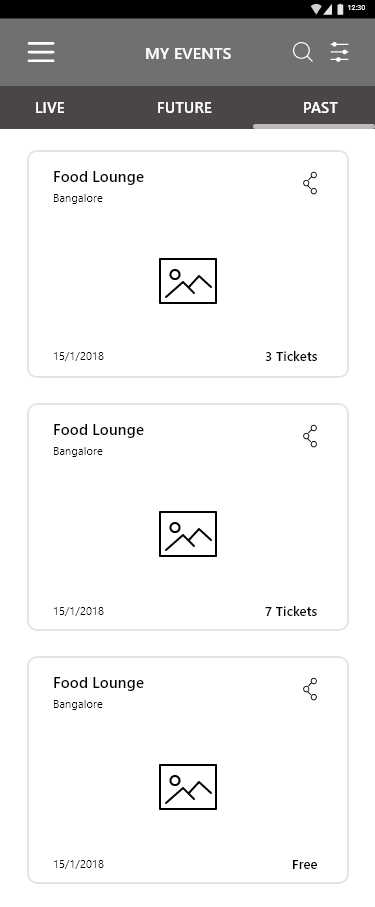 12:30
MY EVENTS
LIVE FUTURE PAST
Food Lounge
Bangalore
15/1/2018 3 Tickets
Food Lounge
Bangalore
15/1/2018 7 Tickets
Food Lounge
Bangalore
15/1/2018 Free